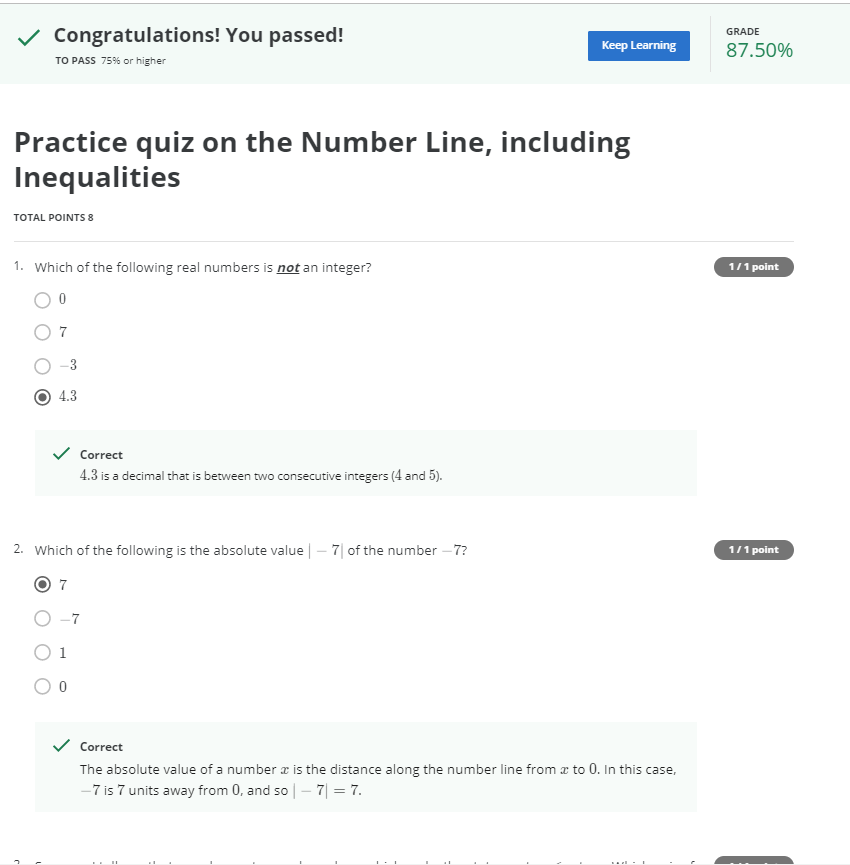 Congratulations! You passed!
TO PASS 75% or higher
Keep Learning
GRADE
87.50%
Practice quiz on the Number Line, including
Inequalities
TOTAL POINTS 8
1. Which of the following real numbers is not an integer?
1 / 1 point
0
7
−3
4.3
Correct
4.3 is a decimal that is between two consecutive integers (4 and 5).
2. Which of the following is the absolute value | − 7| of the number −7?
1 / 1 point
7
−7
1
0
Correct
The absolute value of a number x is the distance along the number line from x to 0. In this case,
−7 is 7 units away from 0, and so | − 7| = 7.